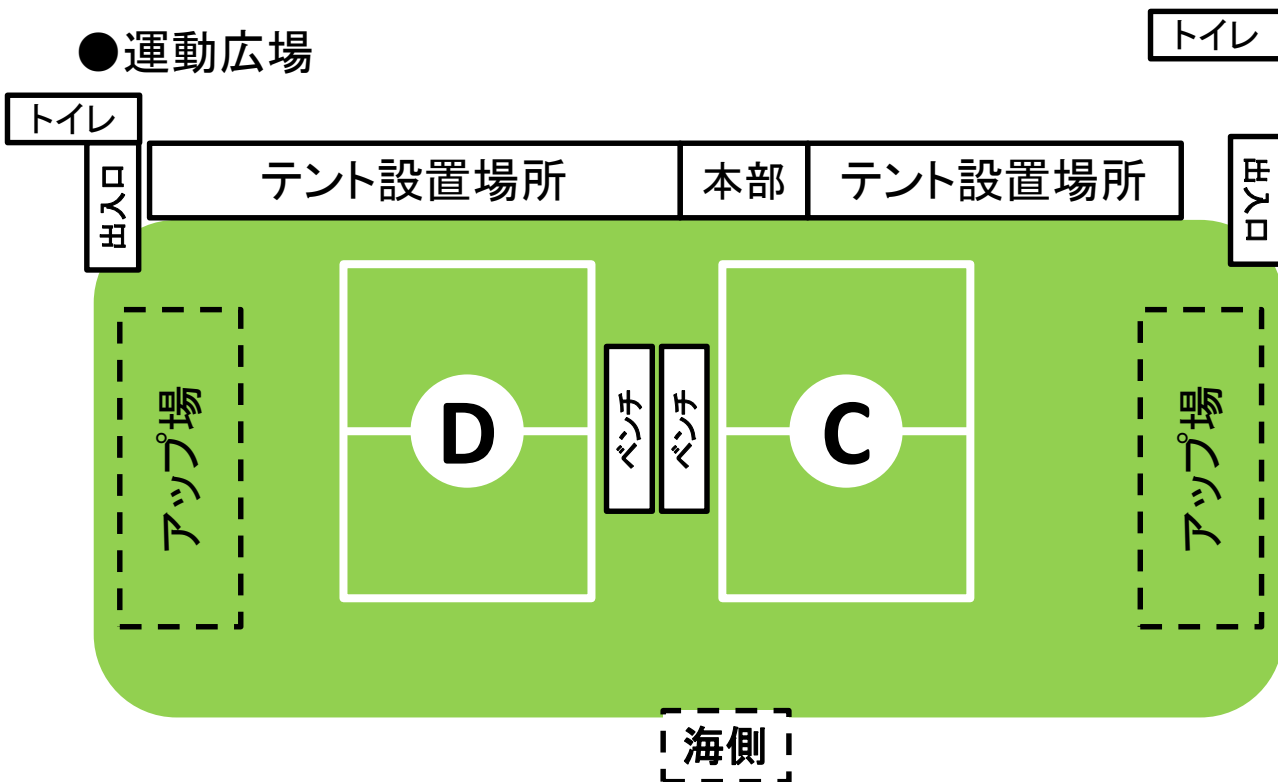 ●運動広場
トイレ
トイレ
出入口
テント設置場所
本部
テント設置場所
出入口
アップ場
D
ベンチ
ベンチ
C
アップ場
海側